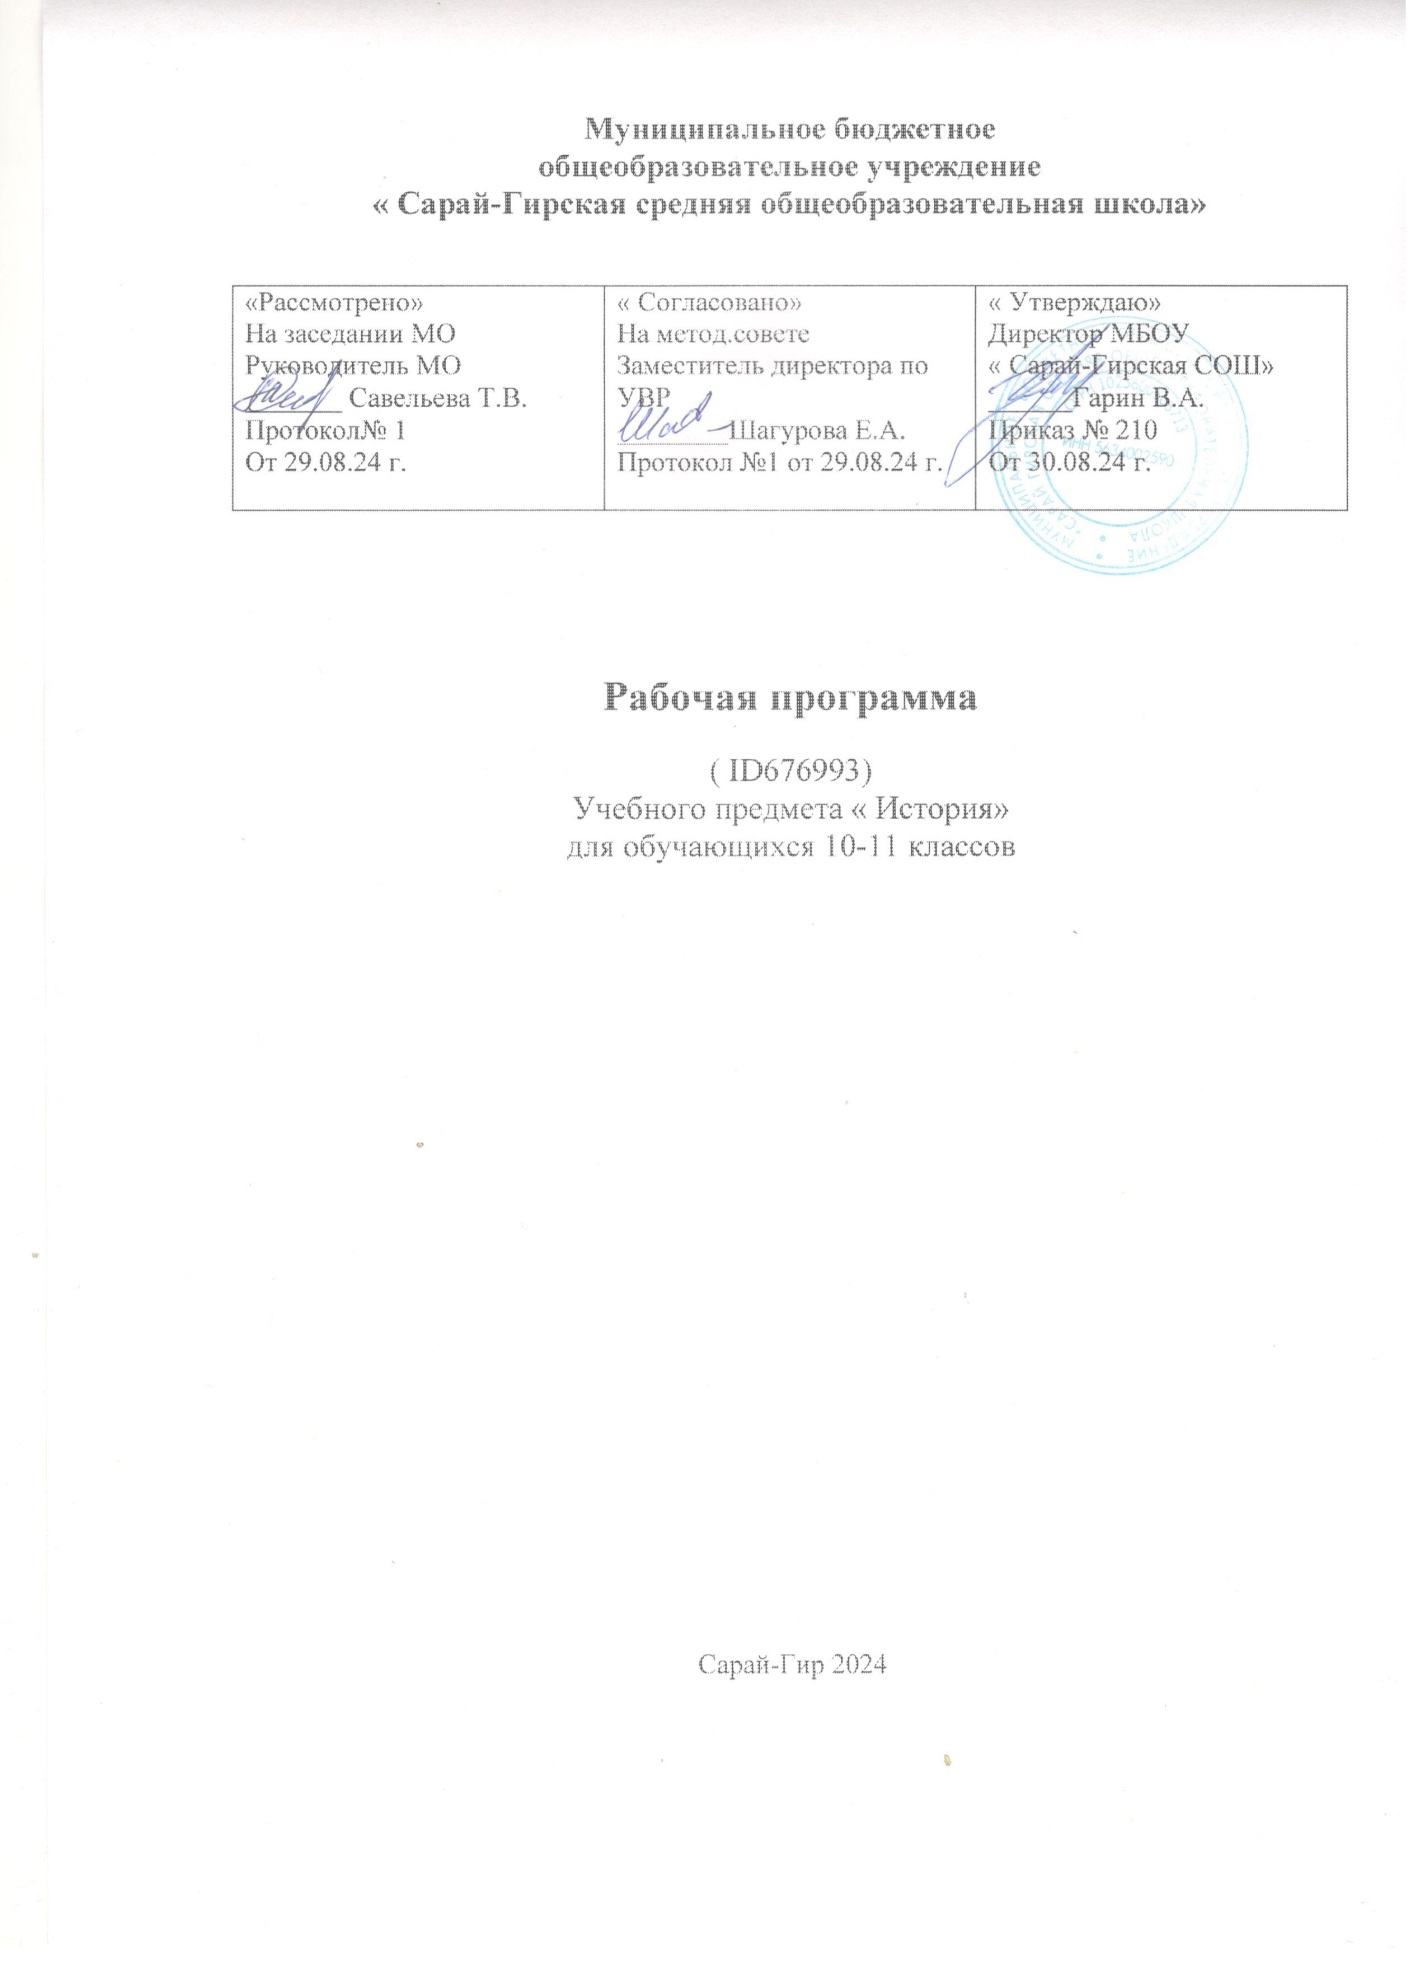 Муниципальное бюджетное
общеобразовательное учреждение
« Сарай-Гирская средняя общеобразовательная школа»
«Рассмотрено»
На заседании МО
Руководитель МО
_______ Савельева Т.В.
Протокол№ 1
От 29.08.24 г.
« Согласовано»
На метод.совете
Заместитель директора по
УВР
________Шагурова Е.А.
Протокол №1 от 29.08.24 г.
« Утверждаю»
Директор МБОУ
« Сарай-Гирская СОШ»
______Гарин В.А.
Приказ № 210
От 30.08.24 г.
Рабочая программа
( ID676993)
Учебного предмета « История»
для обучающихся 10-11 классов
Сарай-Гир 2024